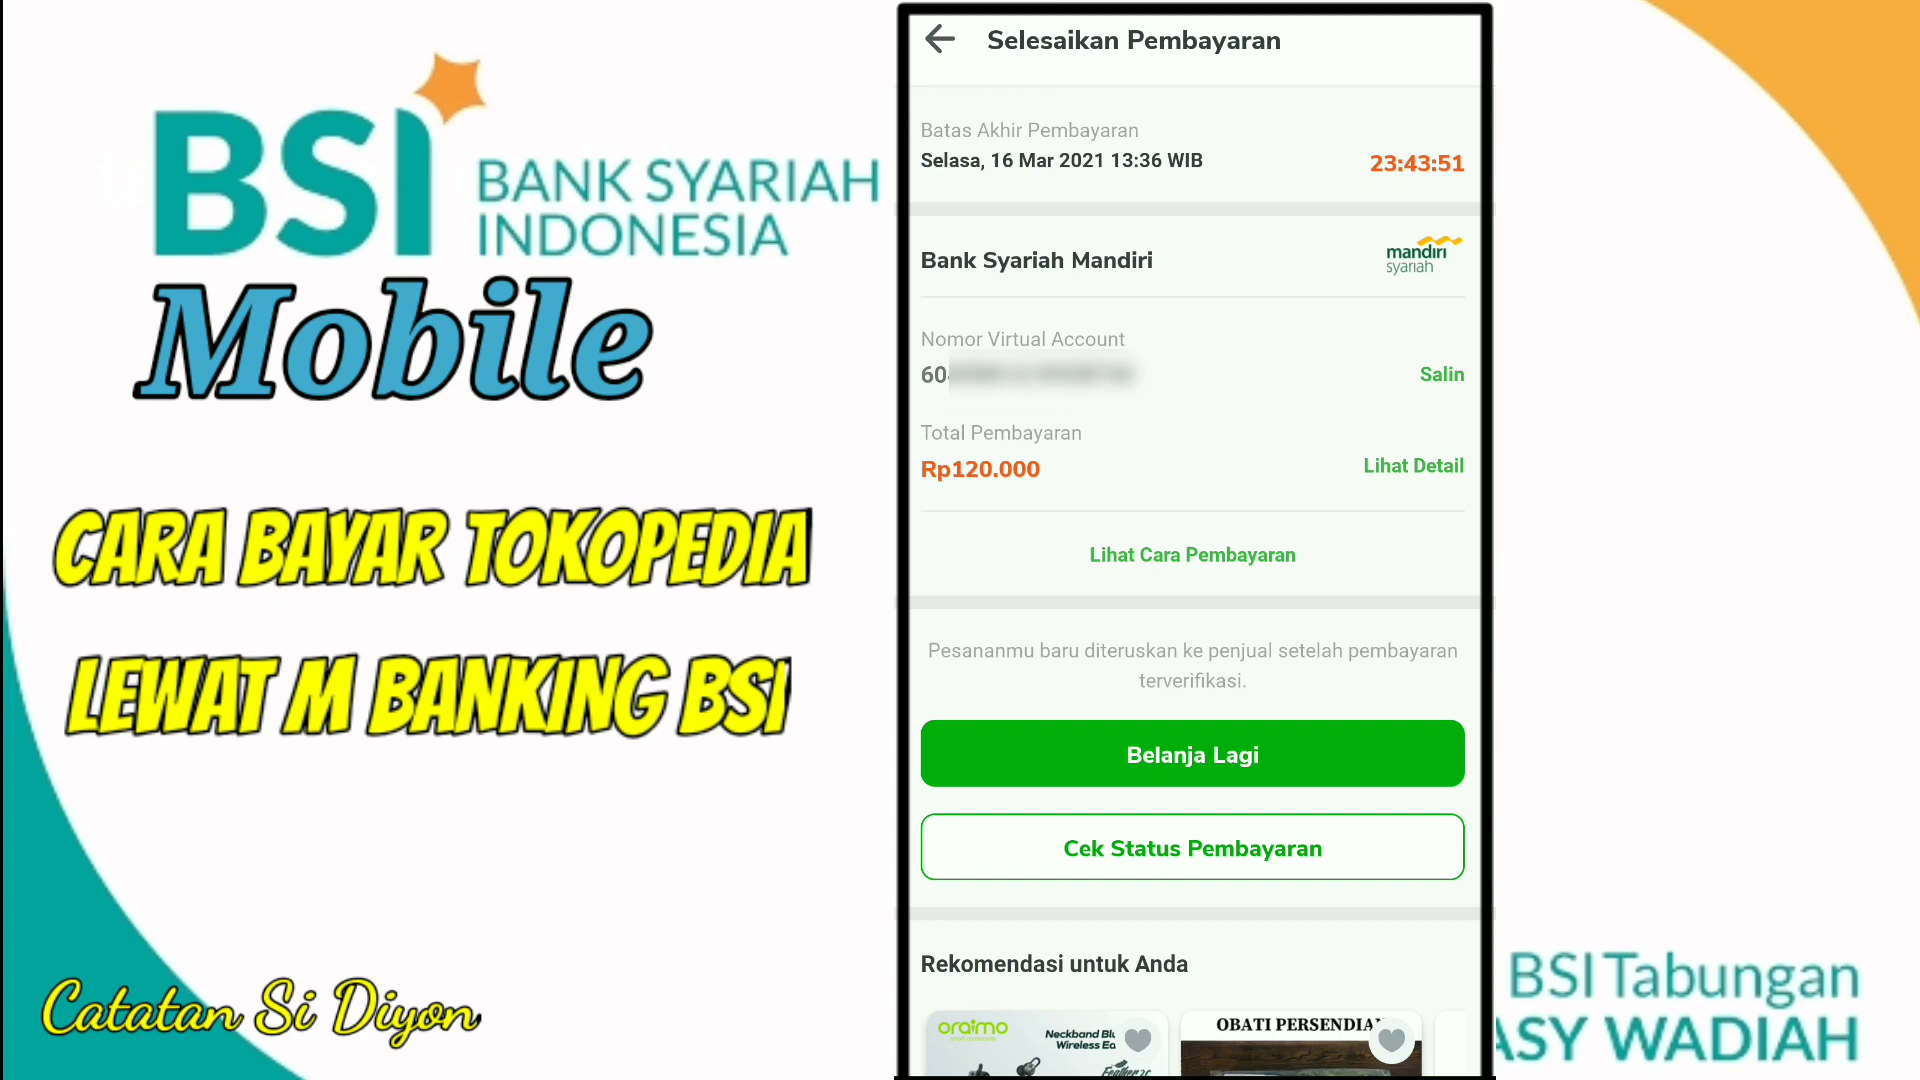 BSI
BANK SYARIAH
INDONESIA
Mobile
CARA BAYAR TOKOPEDIA
LEWAT M BANKING BSI
Catatan Si Diyon
Selesaikan Pembayaran
Batas Akhir Pembayaran
Selasa, 16 Mar 2021 13:36 WIB
23:43:51
Bank Syariah Mandiri
mandiri
syariah
Nomor Virtual Account
60
Salin
Total Pembayaran
Rp120.000
Lihat Detail
Lihat Cara Pembayaran
Pesananmu baru diteruskan ke penjual setelah pembayaran
terverifikasi.
Belanja Lagi
Cek Status Pembayaran
Rekomendasi untuk Anda
oraimo
Neckband
Wireless
OBATI
BSI Tabungan
WADIAH